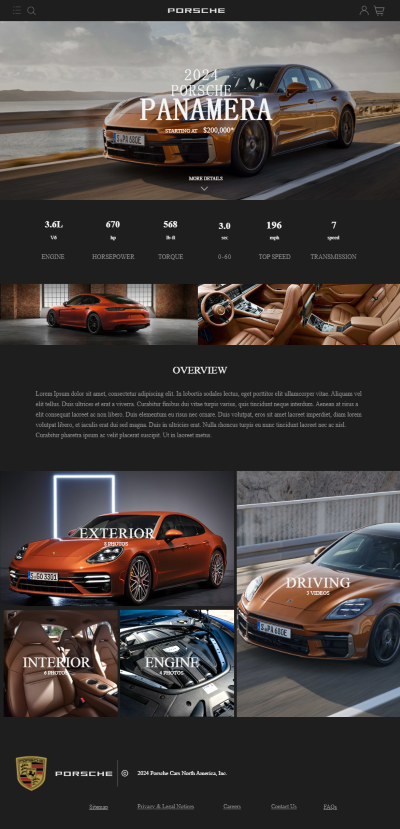 PORSCHE
2024
PORSCHE
PANAMERA
STARTING AT $200,000*
MORE DETAILS
3.6L 670 568 3.0 196 7
V6 hp lb-ft sec mph speed
ENGINE HORSEPOWER TORQUE 0-60 TOP SPEED TRANSMISSION
OVERVIEW
Lorem Ipsum dolor sit amet, consectetur adipiscing elit. In lobortis sodales lectus, eget porttitor elit ullamcorper vitae. Aliquam vel
elit tellus. Duis ultrices et erat a viverra. Curabitur finibus dui vitae turpis varius, quis tincidunt neque interdum. Aenean at risus a
elit consequat laoreet ac non libero. Duis elementum eu risus nec ornare. Duis volutpat, eros sit amet laoreet imperdiet, diam lorem
volutpat libero, et iaculis erat dui sed magna. Duis in ultricies erat. Nulla rhoncus turpis eu nunc tincidunt laoreet nec ac nisl.
Curabitur pharetra ipsum ac velit placerat suscipit. Ut in laoreet metus.
EXTERIOR
8 PHOTOS
DRIVING
2 VIDEOS
INTERIOR
6 PHOTOS
ENGINE
4 PHOTOS
PORSCHE © 2024 Porsche Cars North America, Inc.
Sitemap Privacy & Legal Notices Careers Contact Us FAQs